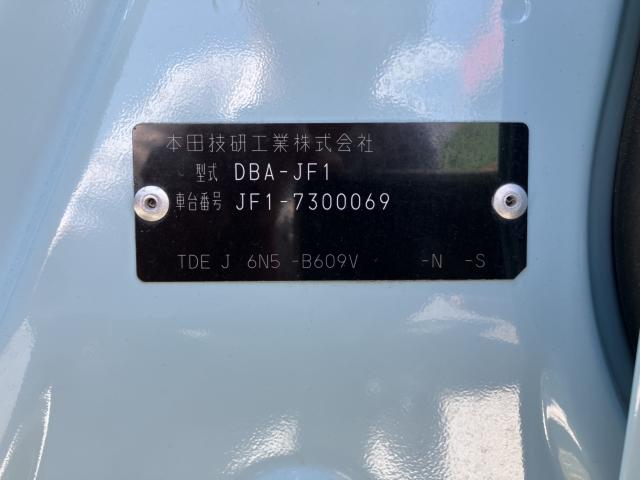 本田技研工業株式会社
型式 DBA-JF1
車台番号 JF1-7300069
TDE J 6N5 -B609V -N -S